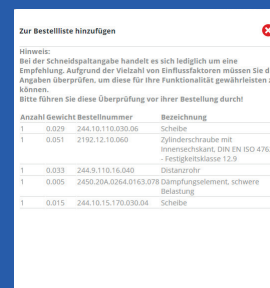 Zur Bestellliste hinzufügen
Hinweis:
Bei der Schneidspaltangabe handelt es sich lediglich um eine
Empfehlung. Aufgrund der Vielzahl von Einflussfaktoren müssen Sie d
Angaben überprüfen, um diese für Ihre Funktionalität gewährleisten z
können.
Bitte führen Sie diese Überprüfung vor ihrer Bestellung durch!
Anzahl Gewicht Bestellnummer Bezeichnung
1 0.029 244.10.110.030.06 Scheibe
1 0.051 2192.12.10.060 Zylinderschraube mit
Innensechskant, DIN EN ISO 476
- Festigkeitsklasse 12.9
1 0.033 244.9.110.16.040 Distanzrohr
1 0.005 2450.20A.0264.0163.078 Dämpfungselement, schwere
Belastung
1 0.015 244.10.15.170.030.04 Scheibe